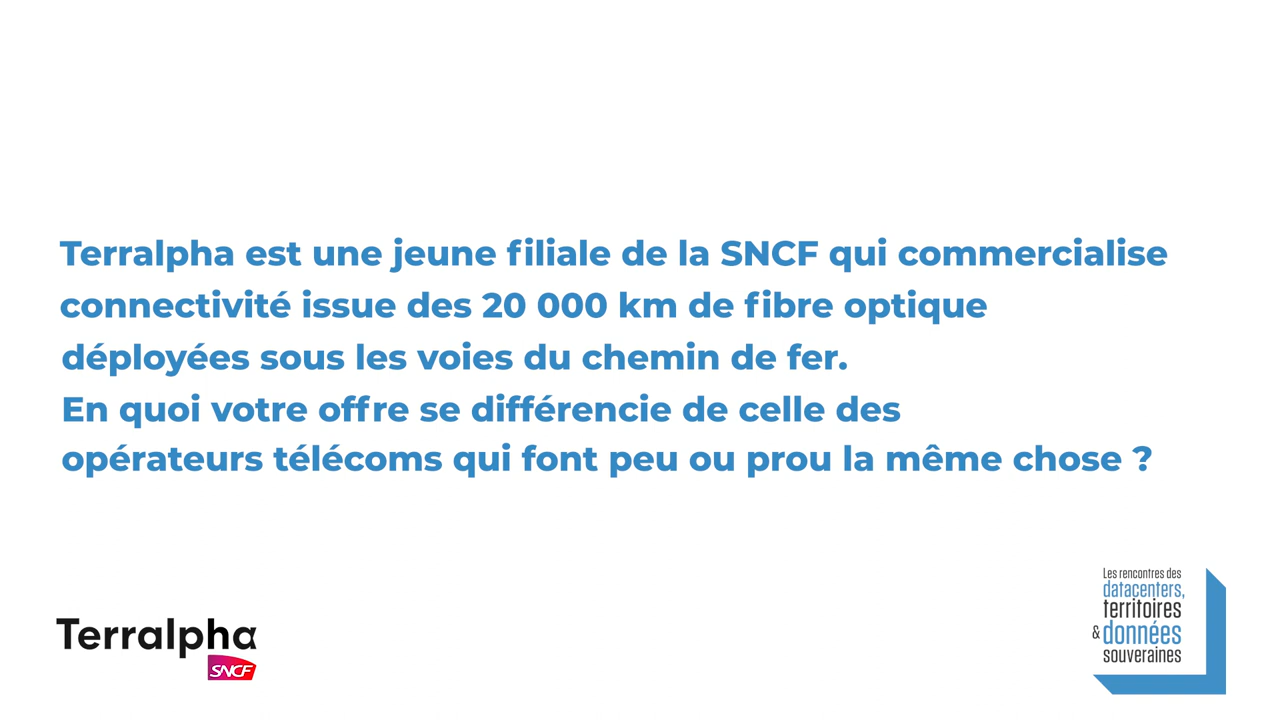 Terralpha est une jeune filiale de la SNCF qui commercialise
connectivité issue des 20 000 km de fibre optique
déployées sous les voies du chemin de fer.
En quoi votre offre se différencie de celle des
opérateurs télécoms qui font peu ou prou la même chose ?
Terralpha
SNCF
Les rencontres des
datacenters,
territoires
& données
souveraines